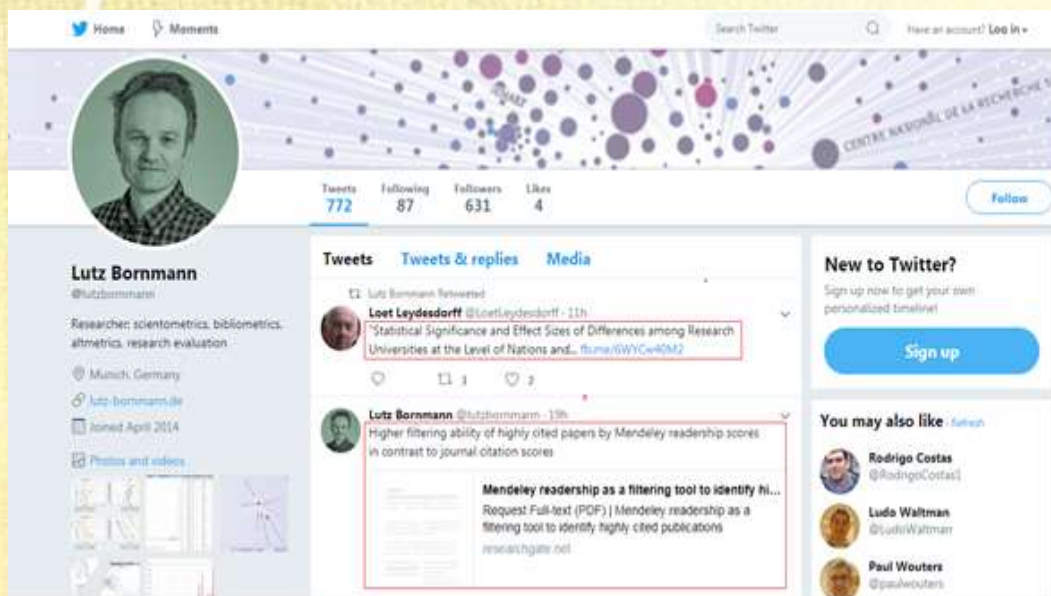 Home Moments Search Twitter Have an account? Log in
CENTRE NATIONAL DE LA RECHERCHE S
Tweets Following Followers Likes
772 87 631 4
Follow
Lutz Bornmann
@lutzbornmann
Researcher: scientometrics, bibliometrics,
altmetrics, research evaluation
Munich, Germany
lutz-bornmann.de
Joined April 2014
Photos and videos
Tweets Tweets & replies Media
Lutz Bornmann Retweeted
Loet Leydesdorff @LoetLeydesdorff · 11h
"Statistical Significance and Effect Sizes of Differences among Research
Universities at the Level of Nations and... fb.me/6WYCw40M2
3 2
Lutz Bornmann @lutzbornmann · 19h
Higher filtering ability of highly cited papers by Mendeley readership scores
in contrast to journal citation scores
Mendeley readership as a filtering tool to identify hi...
Request Full-text (PDF) | Mendeley readership as a
filtering tool to identify highly cited publications
researchgate.net
New to Twitter?
Sign up now to get your own
personalized timeline!
Sign up
You may also like · Refresh
Rodrigo Costas
@RodrigoCostas1
Ludo Waltman
@LudoWaltman
Paul Wouters
@paulwouters